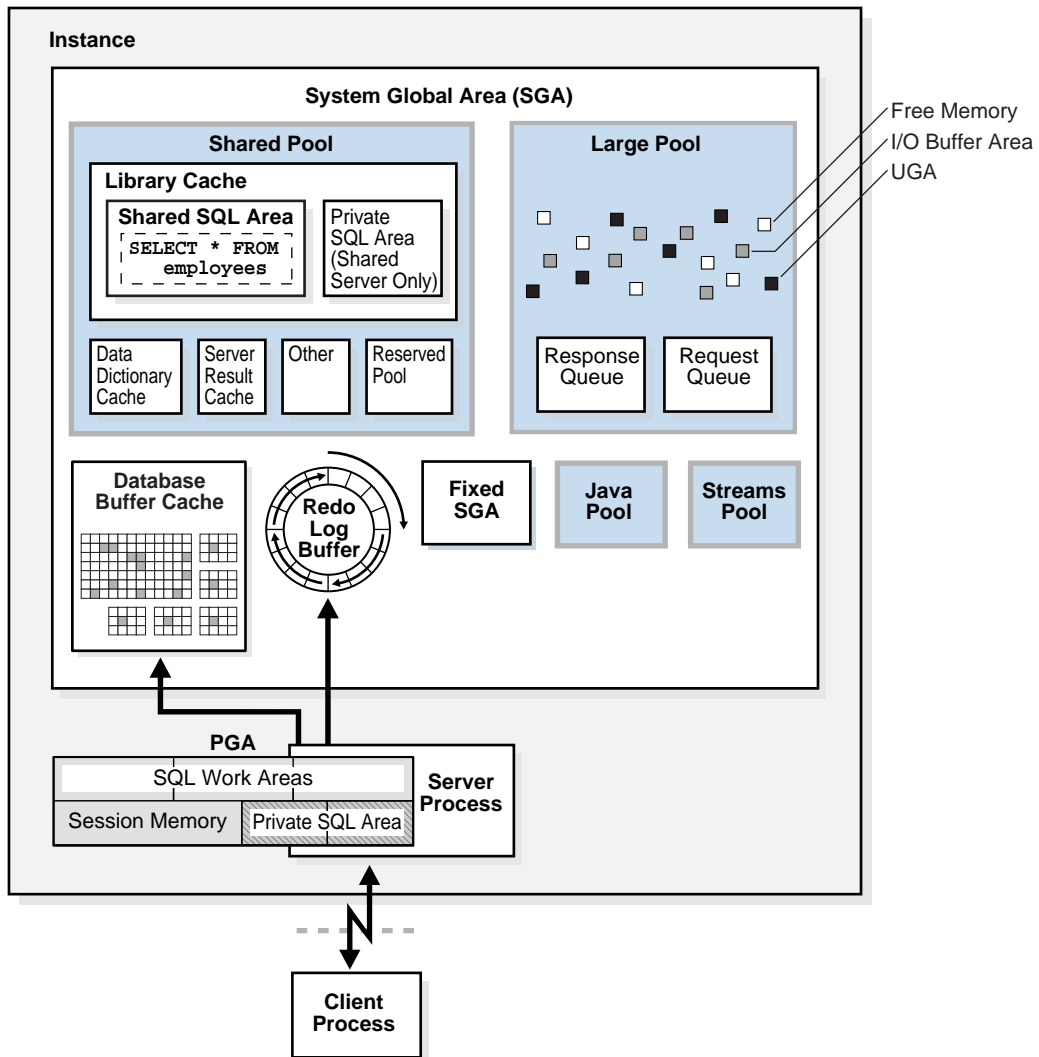 Instance
System Global Area (SGA)
Shared Pool
Library Cache
Shared SQL Area
SELECT * FROM
employees
Private
SQL Area
(Shared
Server Only)
Data
Dictionary
Cache
Server
Result
Cache
Other
Reserved
Pool
Large Pool
Response
Queue
Request
Queue
Free Memory
I/O Buffer Area
UGA
Database
Buffer Cache
Redo
Log
Buffer
Fixed
SGA
Java
Pool
Streams
Pool
PGA
SQL Work Areas
Session Memory
Private SQL Area
Server
Process
Client
Process